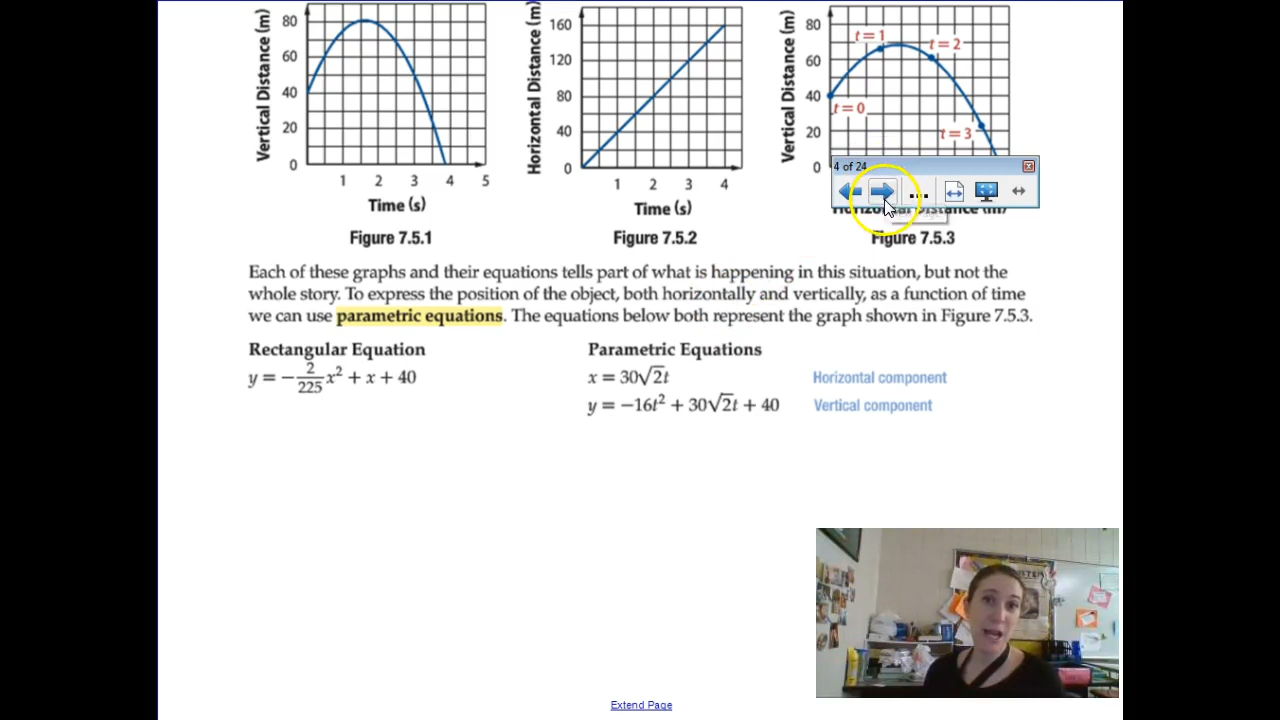 Vertical Distance (m)
80
60
40
20
0
1 2 3 4 5
Time (s)
Figure 7.5.1
Horizontal Distance (m)
160
120
80
40
0
1 2 3 4
Time (s)
Figure 7.5.2
Vertical Distance (m)
80
60
40
20
0
t = 1
t = 2
t = 0
t = 3
4 of 24
Figure 7.5.3
Each of these graphs and their equations tells part of what is happening in this situation, but not the
whole story. To express the position of the object, both horizontally and vertically, as a function of time
we can use parametric equations. The equations below both represent the graph shown in Figure 7.5.3.
Rectangular Equation
y = −2/225x² + x + 40
Parametric Equations
x = 30√2t Horizontal component
y = −16t² + 30√2t + 40 Vertical component
Extend Page